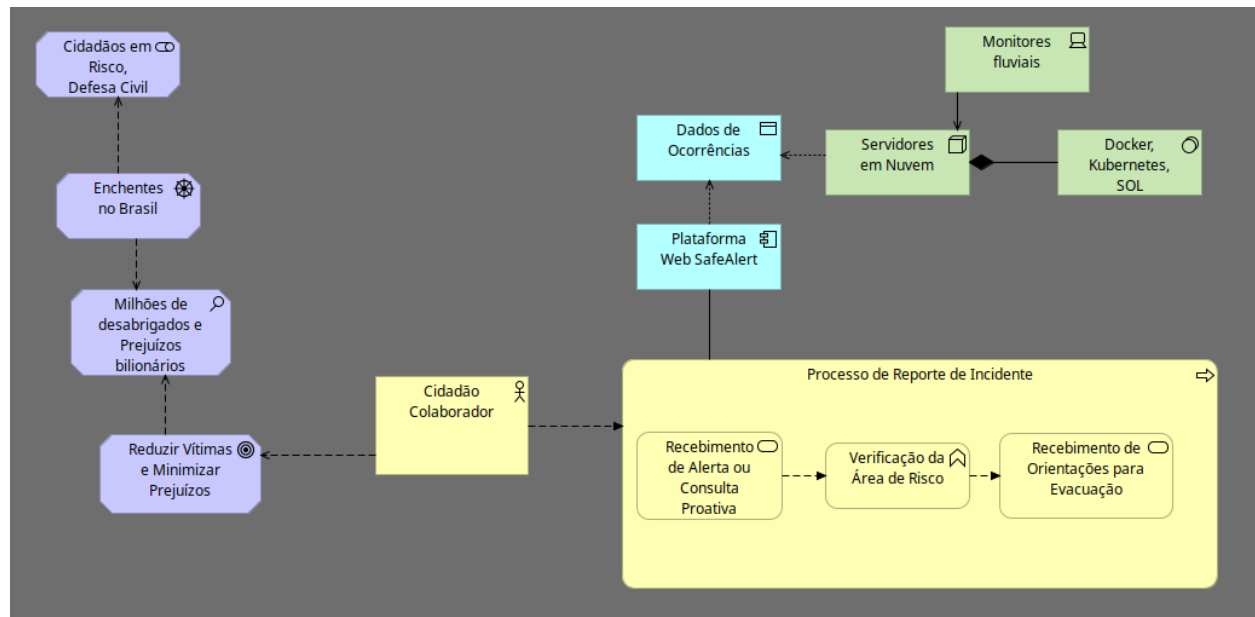 Cidadãos em
Risco,
Defesa Civil
Enchentes
no Brasil
Milhões de
desabrigados e
Prejuízos
bilionários
Reduzir Vítimas
e Minimizar
Prejuízos
Cidadão
Colaborador
Monitores
fluviais
Dados de
Ocorrências
Servidores
em Nuvem
Docker,
Kubernetes,
SOL
Plataforma
Web SafeAlert
Processo de Reporte de Incidente
Recebimento
de Alerta ou
Consulta
Proativa
Verificação da
Área de Risco
Recebimento de
Orientações para
Evacuação